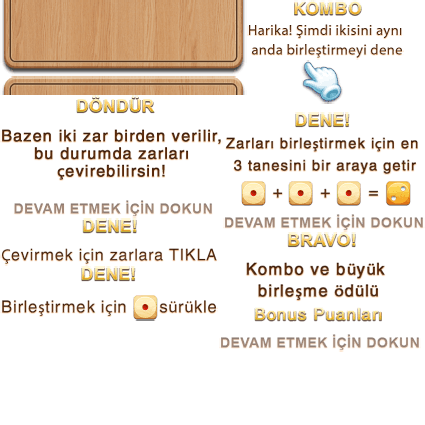 KOMBO
Harika! Şimdi ikisini aynı
anda birleştirmeyi dene
DÖNDÜR
Bazen iki zar birden verilir,
bu durumda zarları
çevirebilirsin!
DEVAM ETMEK İÇİN DOKUN
DENE!
Çevirmek için zarlara TIKLA
DENE!
Birleştirmek için sürükle
DENE!
Zarları birleştirmek için en
3 tanesini bir araya getir
+ + =
DEVAM ETMEK İÇİN DOKUN
BRAVO!
Kombo ve büyük
birleşme ödülü
Bonus Puanları
DEVAM ETMEK İÇİN DOKUN